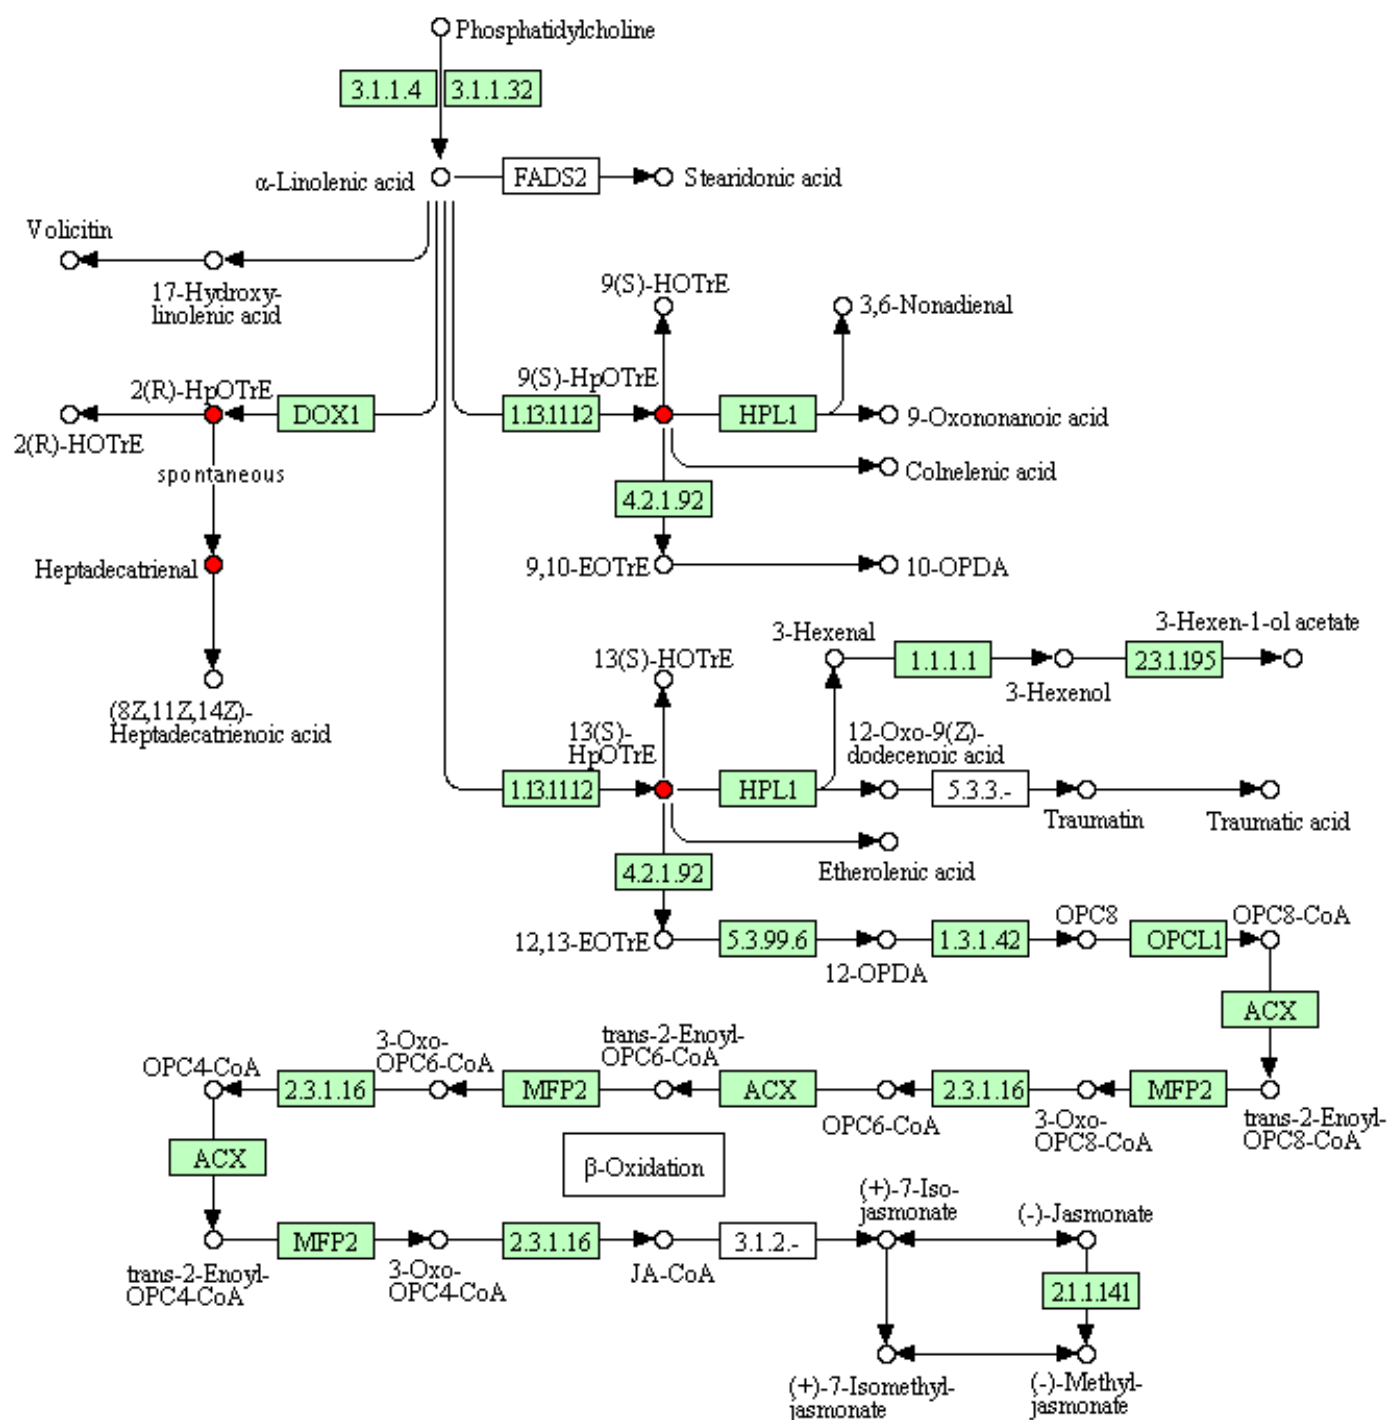 Phosphatidylcholine
3.1.1.4
3.1.1.32
α-Linolenic acid
FADS2
Stearidonic acid
Volicitin
17-Hydroxy-
linolenic acid
9(S)-HOTrE
3,6-Nonadienal
2(R)-HpOTrE
DOX1
2(R)-HOTrE
9(S)-HpOTrE
1.13.11.12
HPL1
9-Oxononanoic acid
spontaneous
Colnelenic acid
4.2.1.92
Heptadecatrienal
9,10-EOTrE
10-OPDA
(8Z,11Z,14Z)-
Heptadecatrienoic acid
13(S)-HOTrE
3-Hexenal
1.1.1.1
3-Hexenol
2.3.1.195
3-Hexen-1-ol acetate
13(S)-
HpOTrE
1.13.11.12
HPL1
12-Oxo-9(Z)-
dodecenoic acid
5.3.3.-
Traumatin
Traumatic acid
Etherolenic acid
4.2.1.92
12,13-EOTrE
5.3.99.6
12-OPDA
1.3.1.42
OPC8
OPCL1
OPC8-CoA
ACX
OPC4-CoA
2.3.1.16
3-Oxo-
OPC6-CoA
MFP2
trans-2-Enoyl-
OPC6-CoA
ACX
OPC6-CoA
2.3.1.16
3-Oxo-
OPC8-CoA
MFP2
trans-2-Enoyl-
OPC8-CoA
ACX
β-Oxidation
trans-2-Enoyl-
OPC4-CoA
MFP2
3-Oxo-
OPC4-CoA
2.3.1.16
JA-CoA
3.1.2.-
(+)-7-Iso-
jasmonate
(-)-Jasmonate
2.1.1.141
(+)-7-Isomethyl-
jasmonate
(-)-Methyl-
jasmonate